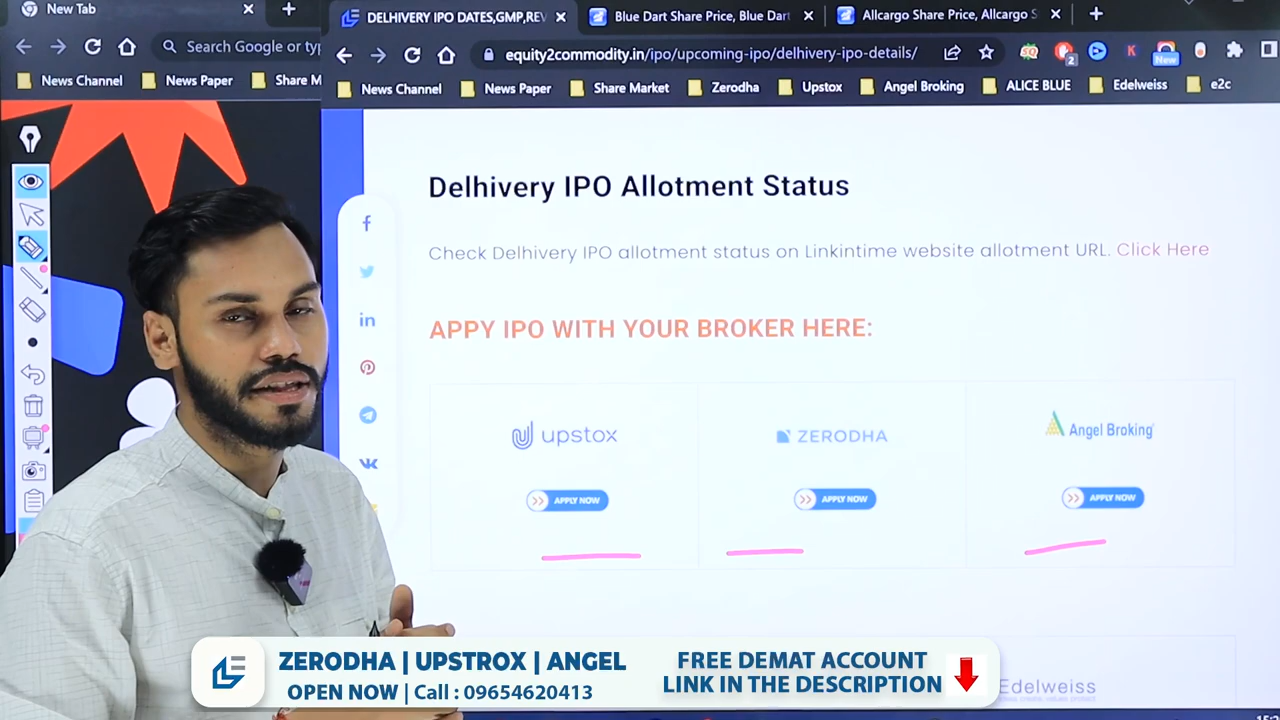 New Tab
DELHIVERY IPO DATES,GMP,REV
Blue Dart Share Price, Blue Dart
Allcargo Share Price, Allcargo S
Search Google or typ
equity2commodity.in/ipo/upcoming-ipo/delhivery-ipo-details/
News Channel
News Paper
Share M
News Channel
News Paper
Share Market
Zerodha
Upstox
Angel Broking
ALICE BLUE
Edelweiss
e2c
SQ
2
K
New
Delhivery IPO Allotment Status
Check Delhivery IPO allotment status on Linkintime website allotment URL. Click Here
APPY IPO WITH YOUR BROKER HERE:
upstox
ZERODHA
Angel Broking
APPLY NOW
APPLY NOW
APPLY NOW
ZERODHA | UPSTROX | ANGEL
OPEN NOW | Call : 09654620413
FREE DEMAT ACCOUNT
LINK IN THE DESCRIPTION
Edelweiss